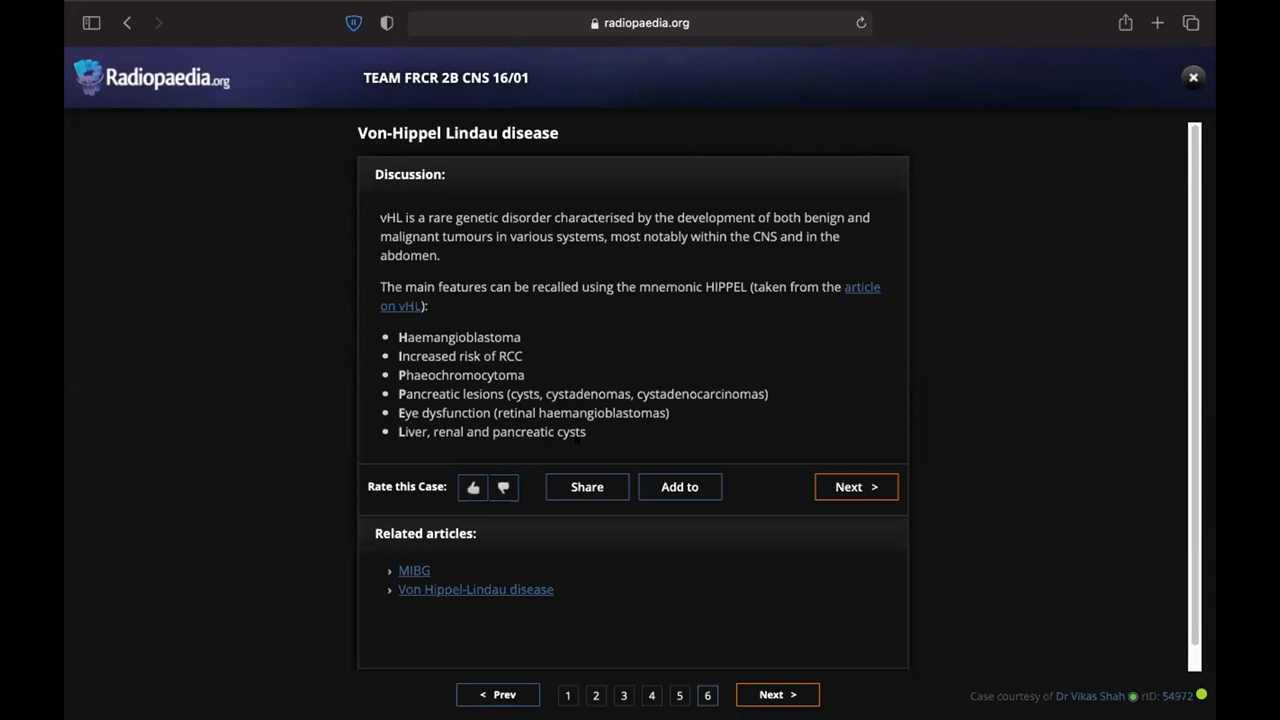 radiopaedia.org
Radiopaedia.org
TEAM FRCR 2B CNS 16/01
Von-Hippel Lindau disease
Discussion:
vHL is a rare genetic disorder characterised by the development of both benign and
malignant tumours in various systems, most notably within the CNS and in the
abdomen.
The main features can be recalled using the mnemonic HIPPEL (taken from the article
on vHL):
Haemangioblastoma
Increased risk of RCC
Phaeochromocytoma
Pancreatic lesions (cysts, cystadenomas, cystadenocarcinomas)
Eye dysfunction (retinal haemangioblastomas)
Liver, renal and pancreatic cysts
Rate this Case: Share Add to Next >
Related articles:
› MIBG
› Von Hippel-Lindau disease
< Prev 1 2 3 4 5 6 Next > Case courtesy of Dr Vikas Shah rID: 54972